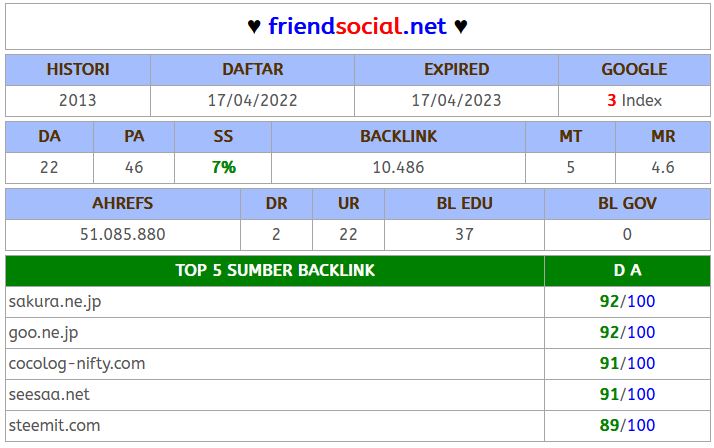 ♥ friendsocial.net ♥
HISTORI DAFTAR EXPIRED GOOGLE
2013 17/04/2022 17/04/2023 3 Index
DA PA SS BACKLINK MT MR
22 46 7% 10.486 5 4.6
AHREFS DR UR BL EDU BL GOV
51.085.880 2 22 37 0
TOP 5 SUMBER BACKLINK D A
sakura.ne.jp 92/100
goo.ne.jp 92/100
cocolog-nifty.com 91/100
seesaa.net 91/100
steemit.com 89/100